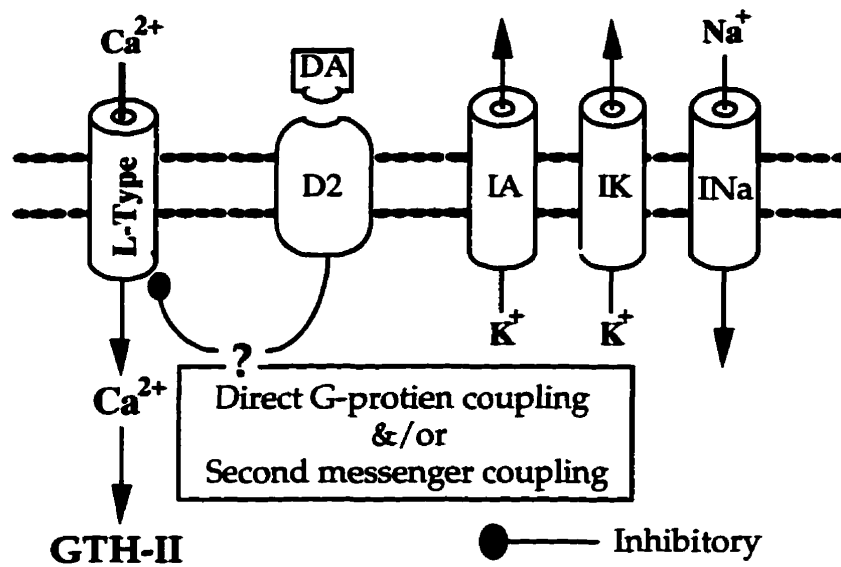 Ca2+
DA
Na+
L-Type
D2
IA
IK
INa
K+
K+
?
Ca2+
Direct G-protien coupling
&/or
Second messenger coupling
GTH-II
Inhibitory